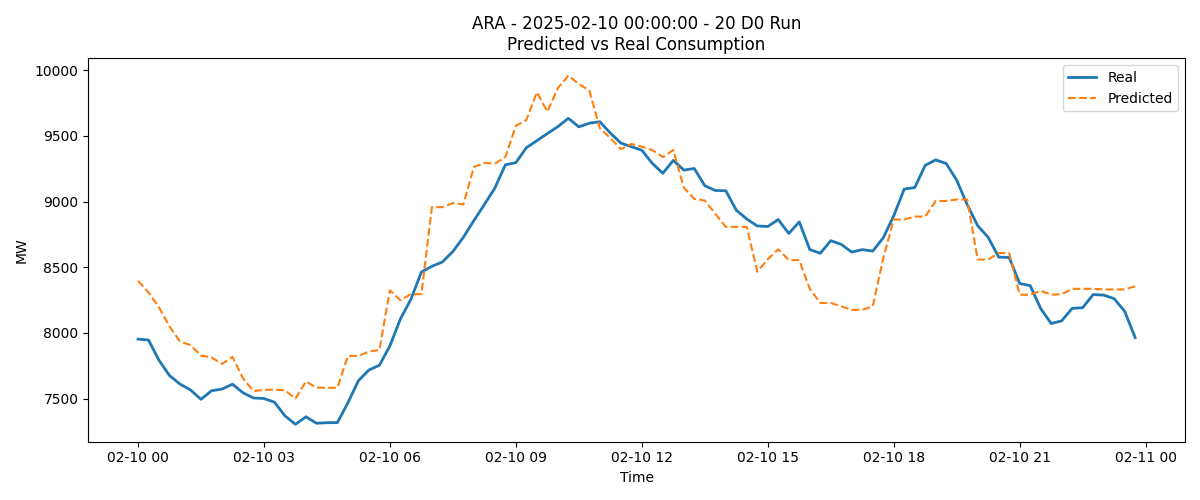 ARA - 2025-02-10 00:00:00 - 20 D0 Run
Predicted vs Real Consumption
10000
9500
9000
8500
8000
7500
MW
Real
Predicted
02-10 00 02-10 03 02-10 06 02-10 09 02-10 12 02-10 15 02-10 18 02-10 21 02-11 00
Time